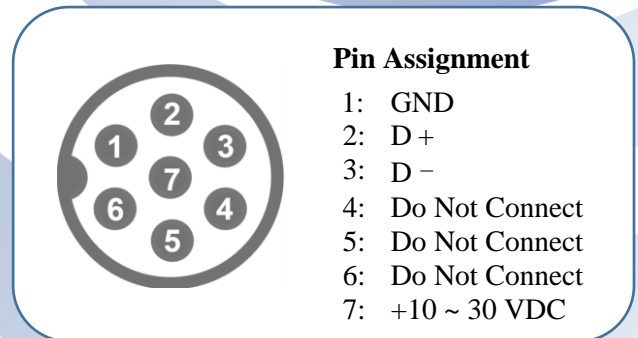 Pin Assignment
1: GND
2: D +
3: D −
4: Do Not Connect
5: Do Not Connect
6: Do Not Connect
7: +10 ~ 30 VDC
2
1
3
7
6
4
5